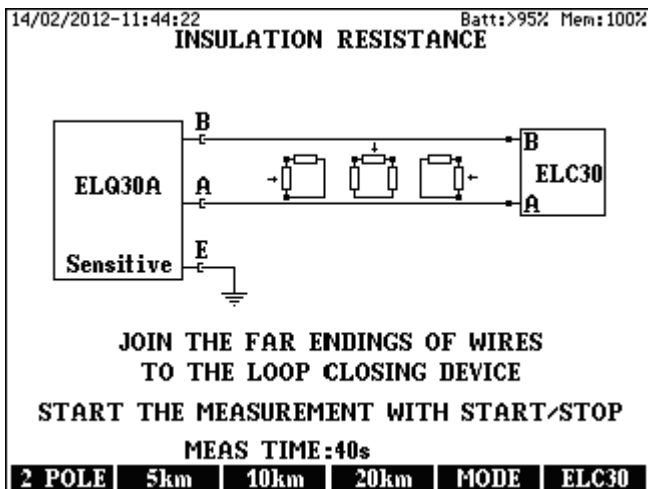 14/02/2012-11:44:22 Batt:>95% Mem:100%
INSULATION RESISTANCE
B
B
ELQ30A A ELC30
A
Sensitive E
JOIN THE FAR ENDINGS OF WIRES
TO THE LOOP CLOSING DEVICE
START THE MEASUREMENT WITH START/STOP
MEAS TIME:40s
2 POLE 5km 10km 20km MODE ELC30